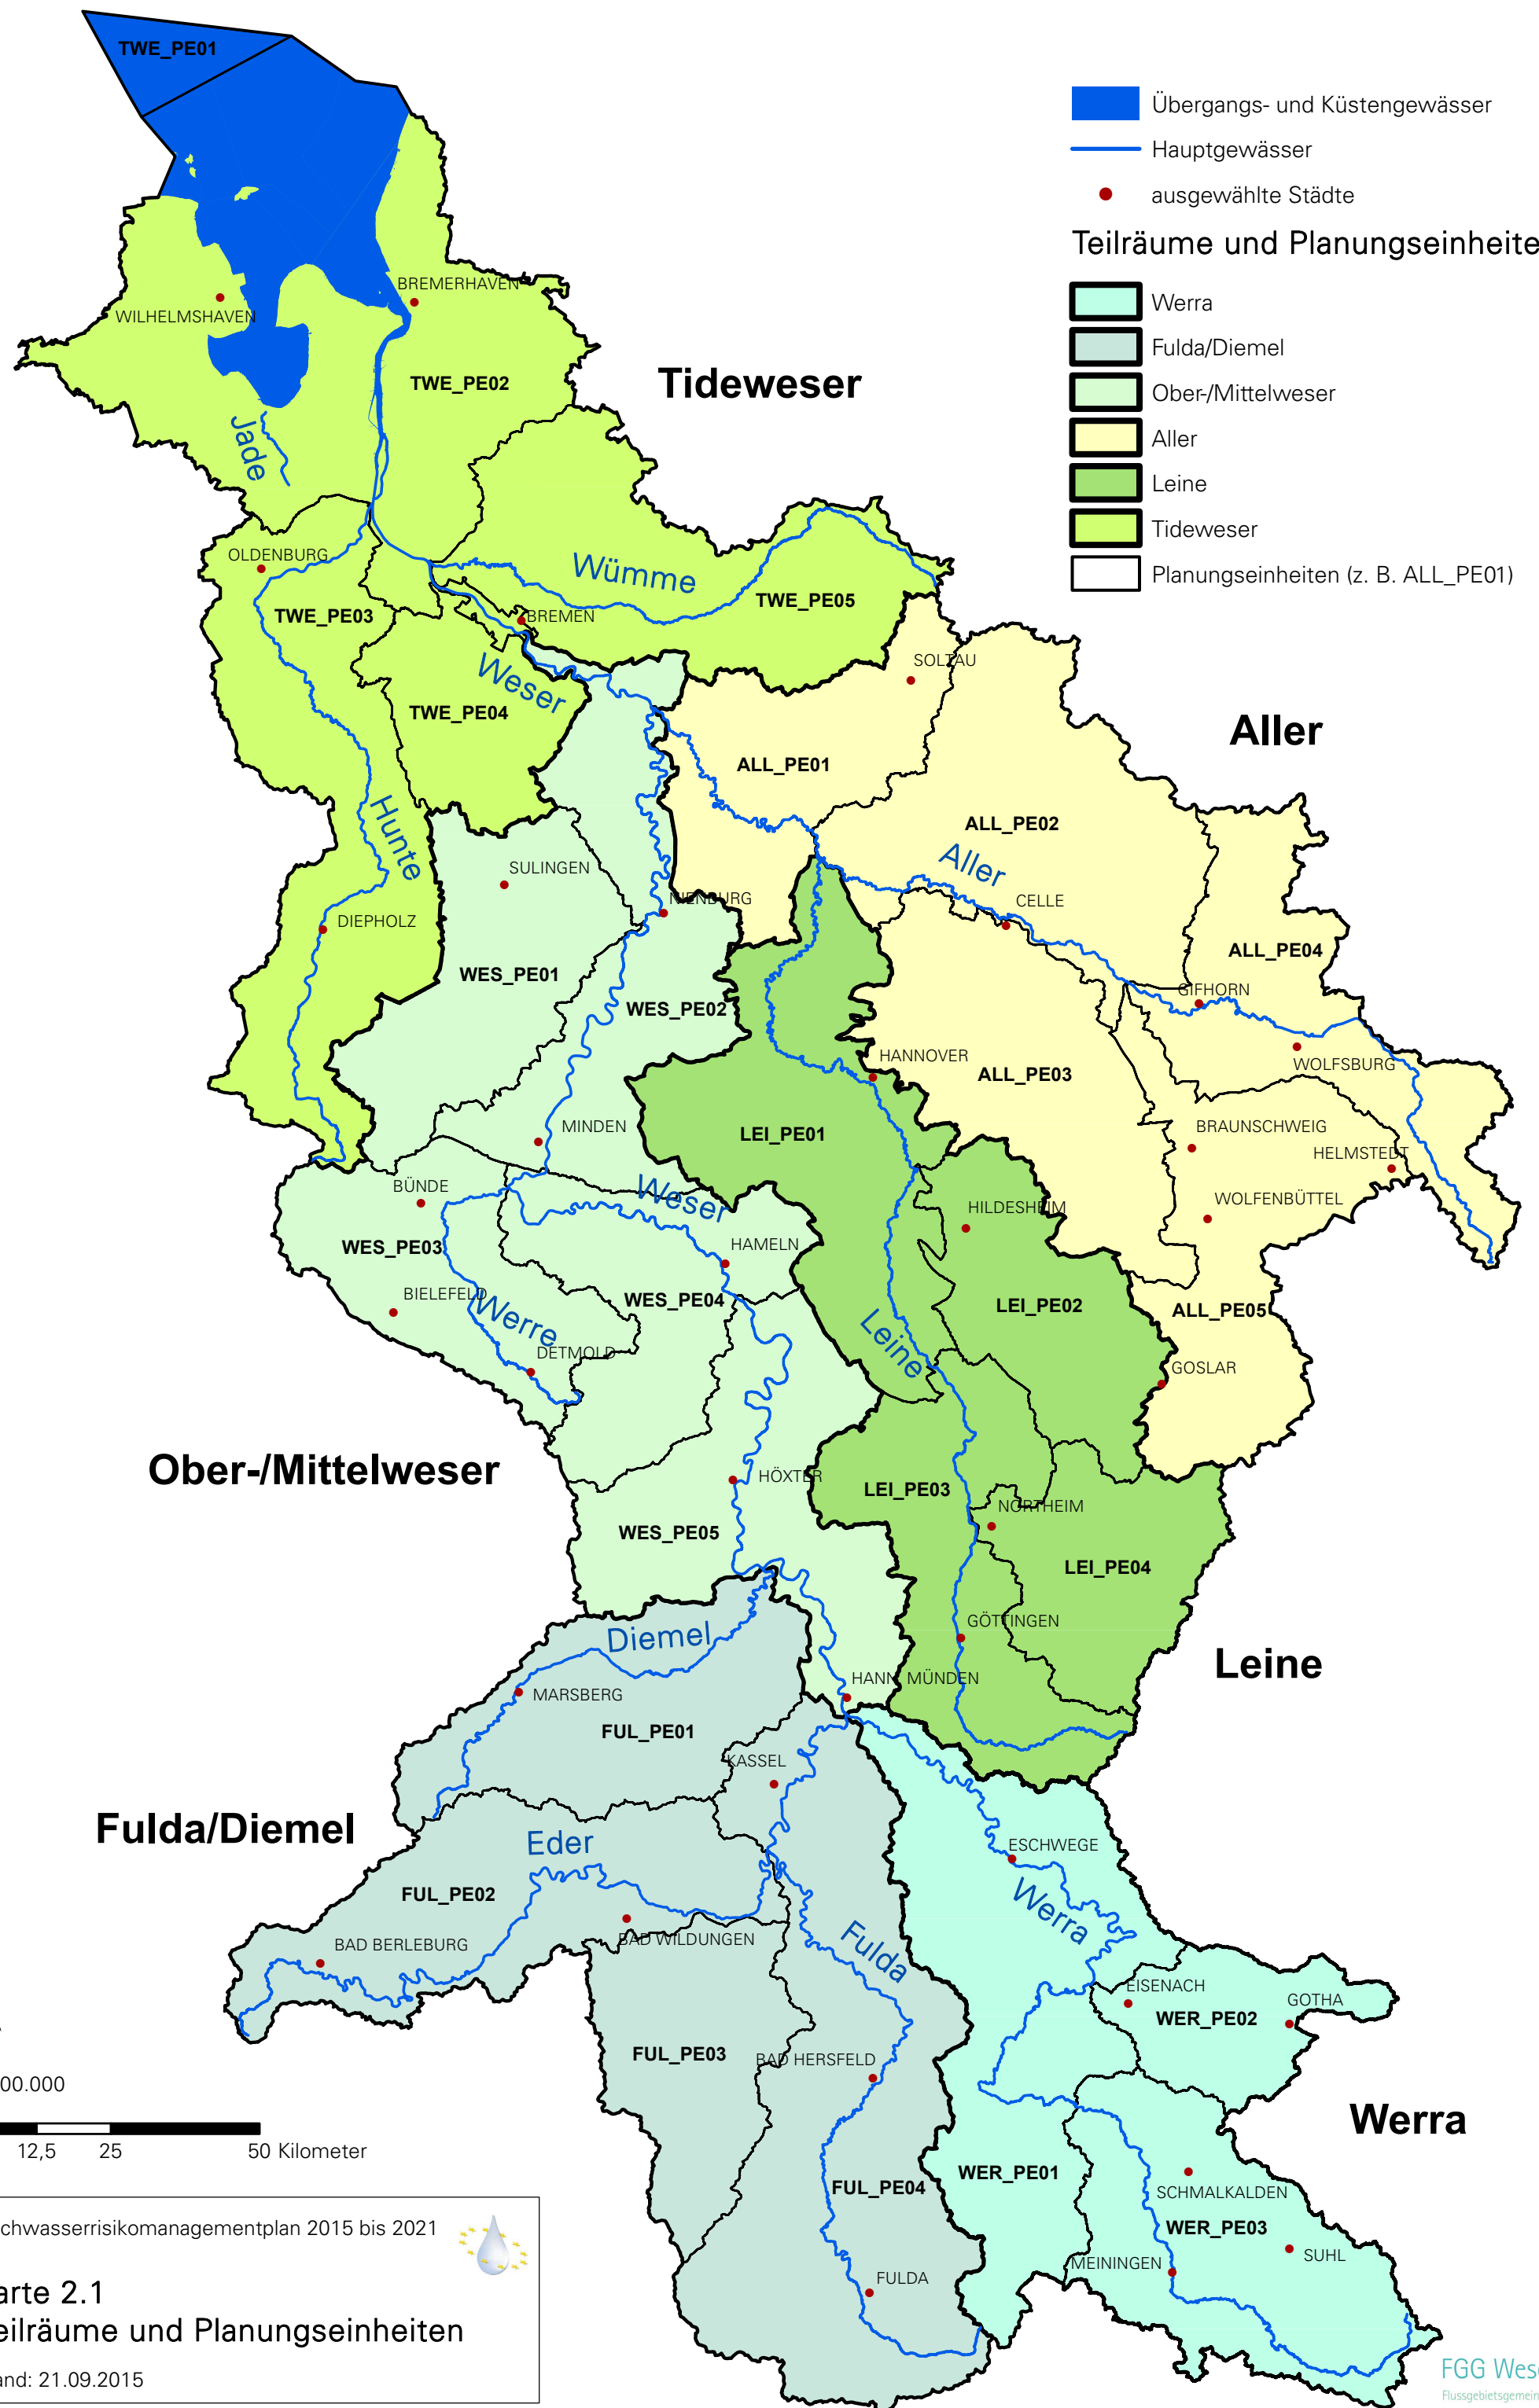 TWE_PE01
Übergangs- und Küstengewässer
Hauptgewässer
ausgewählte Städte
Teilräume und Planungseinheite
Werra
Fulda/Diemel
Ober-/Mittelweser
Aller
Leine
Tideweser
Planungseinheiten (z. B. ALL_PE01)
BREMERHAVEN
WILHELMSHAVEN
TWE_PE02
Tideweser
Jade
OLDENBURG
Wümme
TWE_PE05
TWE_PE03
BREMEN
SOLTAU
Weser
TWE_PE04
Aller
ALL_PE01
Hunte
ALL_PE02
Aller
SULINGEN
NIENBURG
CELLE
DIEPHOLZ
ALL_PE04
WES_PE01
GIFHORN
WES_PE02
HANNOVER
WOLFSBURG
ALL_PE03
MINDEN
LEI_PE01
BRAUNSCHWEIG
HELMSTEDT
BÜNDE
Weser
WOLFENBÜTTEL
HILDESHEIM
WES_PE03
HAMELN
BIELEFELD
WES_PE04
LEI_PE02
ALL_PE05
Werre
Leine
DETMOLD
GOSLAR
Ober-/Mittelweser
HÖXTER
LEI_PE03
NORTHEIM
WES_PE05
LEI_PE04
GÖTTINGEN
Diemel
Leine
HANN. MÜNDEN
MARSBERG
FUL_PE01
KASSEL
Fulda/Diemel
Eder
ESCHWEGE
FUL_PE02
Werra
BAD WILDUNGEN
BAD BERLEBURG
Fulda
EISENACH
GOTHA
WER_PE02
FUL_PE03
BAD HERSFELD
00.000
Werra
12,5 25 50 Kilometer
WER_PE01
FUL_PE04
SCHMALKALDEN
WER_PE03
chwasserrisikomanagementplan 2015 bis 2021
SUHL
MEININGEN
FULDA
arte 2.1
eilräume und Planungseinheiten
and: 21.09.2015
FGG Wes
Flussgebietsgemein